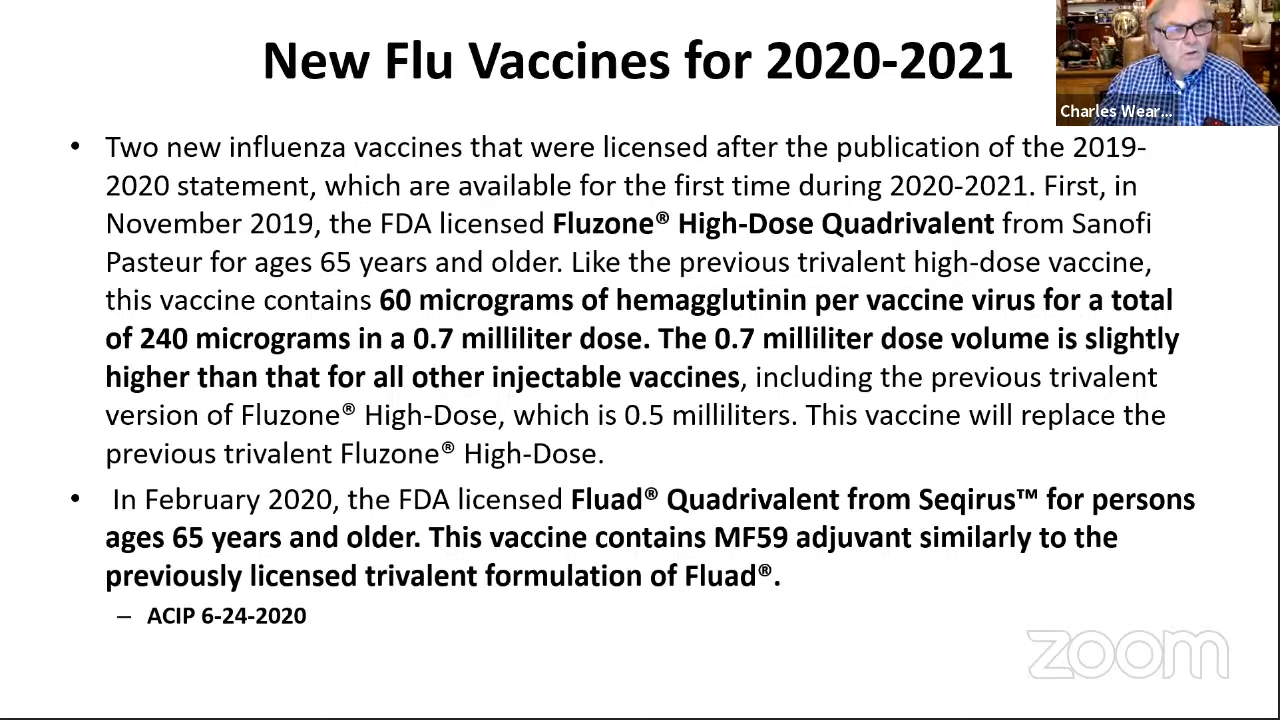 New Flu Vaccines for 2020-2021
Charles Wear...
• Two new influenza vaccines that were licensed after the publication of the 2019-
2020 statement, which are available for the first time during 2020-2021. First, in
November 2019, the FDA licensed Fluzone® High-Dose Quadrivalent from Sanofi
Pasteur for ages 65 years and older. Like the previous trivalent high-dose vaccine,
this vaccine contains 60 micrograms of hemagglutinin per vaccine virus for a total
of 240 micrograms in a 0.7 milliliter dose. The 0.7 milliliter dose volume is slightly
higher than that for all other injectable vaccines, including the previous trivalent
version of Fluzone® High-Dose, which is 0.5 milliliters. This vaccine will replace the
previous trivalent Fluzone® High-Dose.
• In February 2020, the FDA licensed Fluad® Quadrivalent from Seqirus™ for persons
ages 65 years and older. This vaccine contains MF59 adjuvant similarly to the
previously licensed trivalent formulation of Fluad®.
– ACIP 6-24-2020
zoom